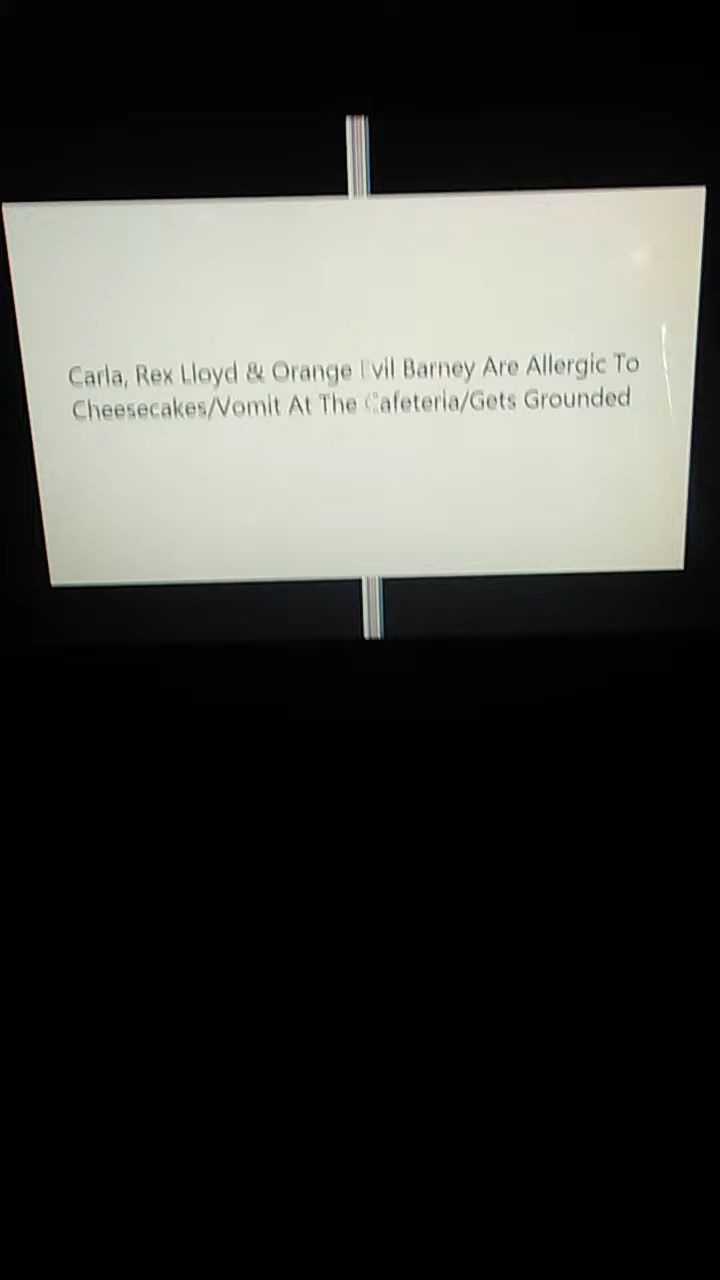 Carla, Rex Lloyd & Orange Evil Barney Are Allergic To
Cheesecakes/Vomit At The Cafeteria/Gets Grounded